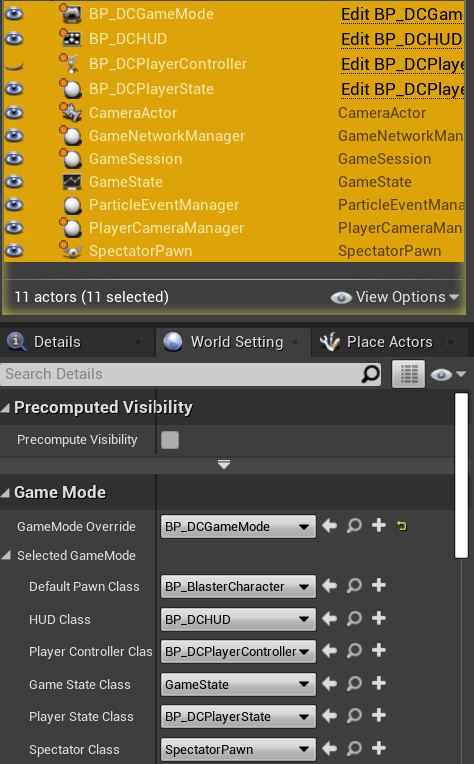 BP_DCGameMode Edit BP_DCGam
BP_DCHUD Edit BP_DCHUD
BP_DCPlayerController Edit BP_DCPlaye
BP_DCPlayerState Edit BP_DCPlaye
CameraActor CameraActor
GameNetworkManager GameNetworkMan
GameSession GameSession
GameState GameState
ParticleEventManager ParticleEventMana
PlayerCameraManager PlayerCameraMan
SpectatorPawn SpectatorPawn
11 actors (11 selected) View Options
Details World Setting Place Actors
Search Details
Precomputed Visibility
Precompute Visibility
Game Mode
GameMode Override BP_DCGameMode
Selected GameMode
Default Pawn Class BP_BlasterCharacter
HUD Class BP_DCHUD
Player Controller Clas BP_DCPlayerController
Game State Class GameState
Player State Class BP_DCPlayerState
Spectator Class SpectatorPawn